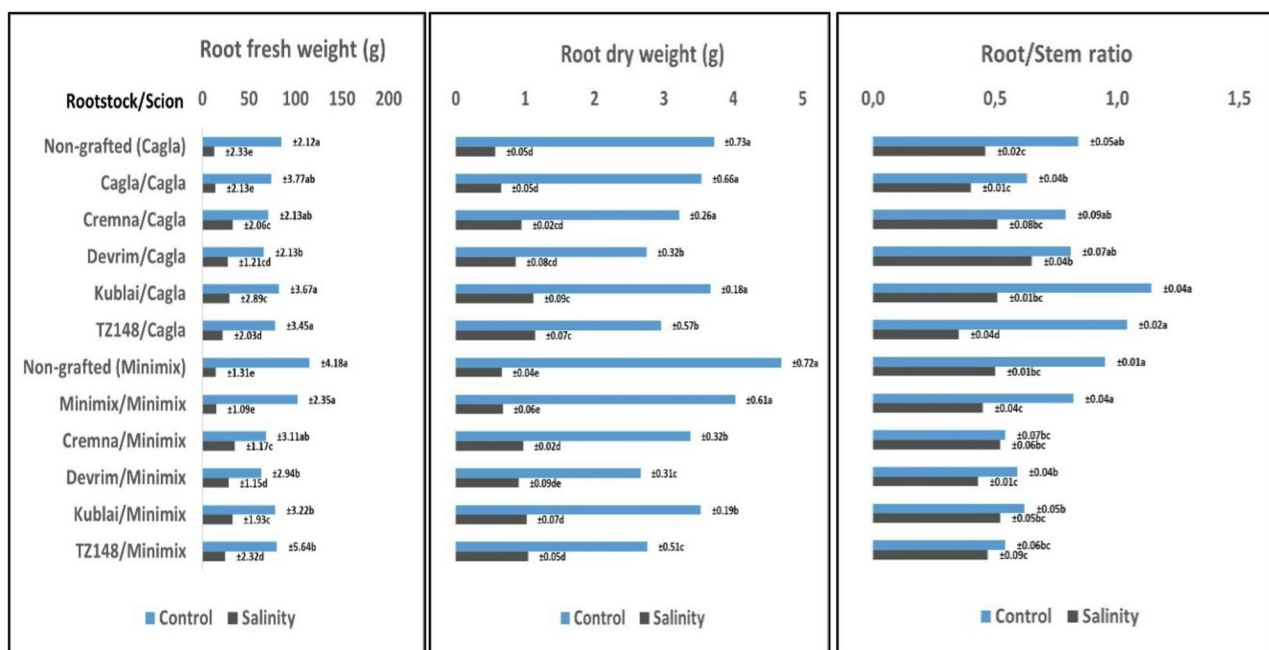 Root fresh weight (g)
Rootstock/Scion
0 50 100 150 200
Non-grafted (Cagla)
±2.12a
±2.33e
Cagla/Cagla
±3.77ab
±2.13e
Cremna/Cagla
±2.13ab
±2.06c
Devrim/Cagla
±2.13b
±1.21cd
Kublai/Cagla
±3.67a
±2.89c
TZ148/Cagla
±3.45a
±2.03d
Non-grafted (Minimix)
±4.18a
±1.31e
Minimix/Minimix
±2.35a
±1.09e
Cremna/Minimix
±3.11ab
±1.17c
Devrim/Minimix
±2.94b
±1.15d
Kublai/Minimix
±3.22b
±1.93c
TZ148/Minimix
±5.64b
±2.32d
Control Salinity
Root dry weight (g)
0 1 2 3 4 5
±0.73a
±0.05d
±0.66a
±0.05d
±0.26a
±0.02cd
±0.32b
±0.08cd
±0.18a
±0.09c
±0.57b
±0.07c
±0.72a
±0.04e
±0.61a
±0.06e
±0.32b
±0.02d
±0.31c
±0.09de
±0.19b
±0.07d
±0.51c
±0.05d
Control Salinity
Root/Stem ratio
0,0 0,5 1,0 1,5
±0.05ab
±0.02c
±0.04b
±0.01c
±0.09ab
±0.08bc
±0.07ab
±0.04b
±0.04a
±0.01bc
±0.02a
±0.04d
±0.01a
±0.01bc
±0.04a
±0.04c
±0.07bc
±0.06bc
±0.04b
±0.01c
±0.05b
±0.05bc
±0.06bc
±0.09c
Control Salinity